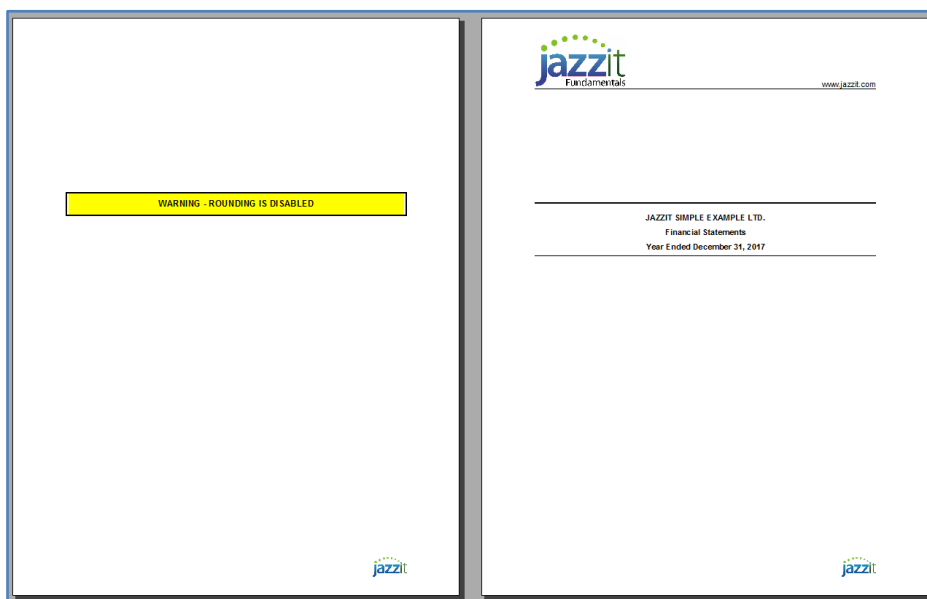 WARNING - ROUNDING IS DISABLED
jazzit
jazzit
Fundamentals
www.jazzit.com
JAZZIT SIMPLE EXAMPLE LTD.
Financial Statements
Year Ended December 31, 2017
jazzit